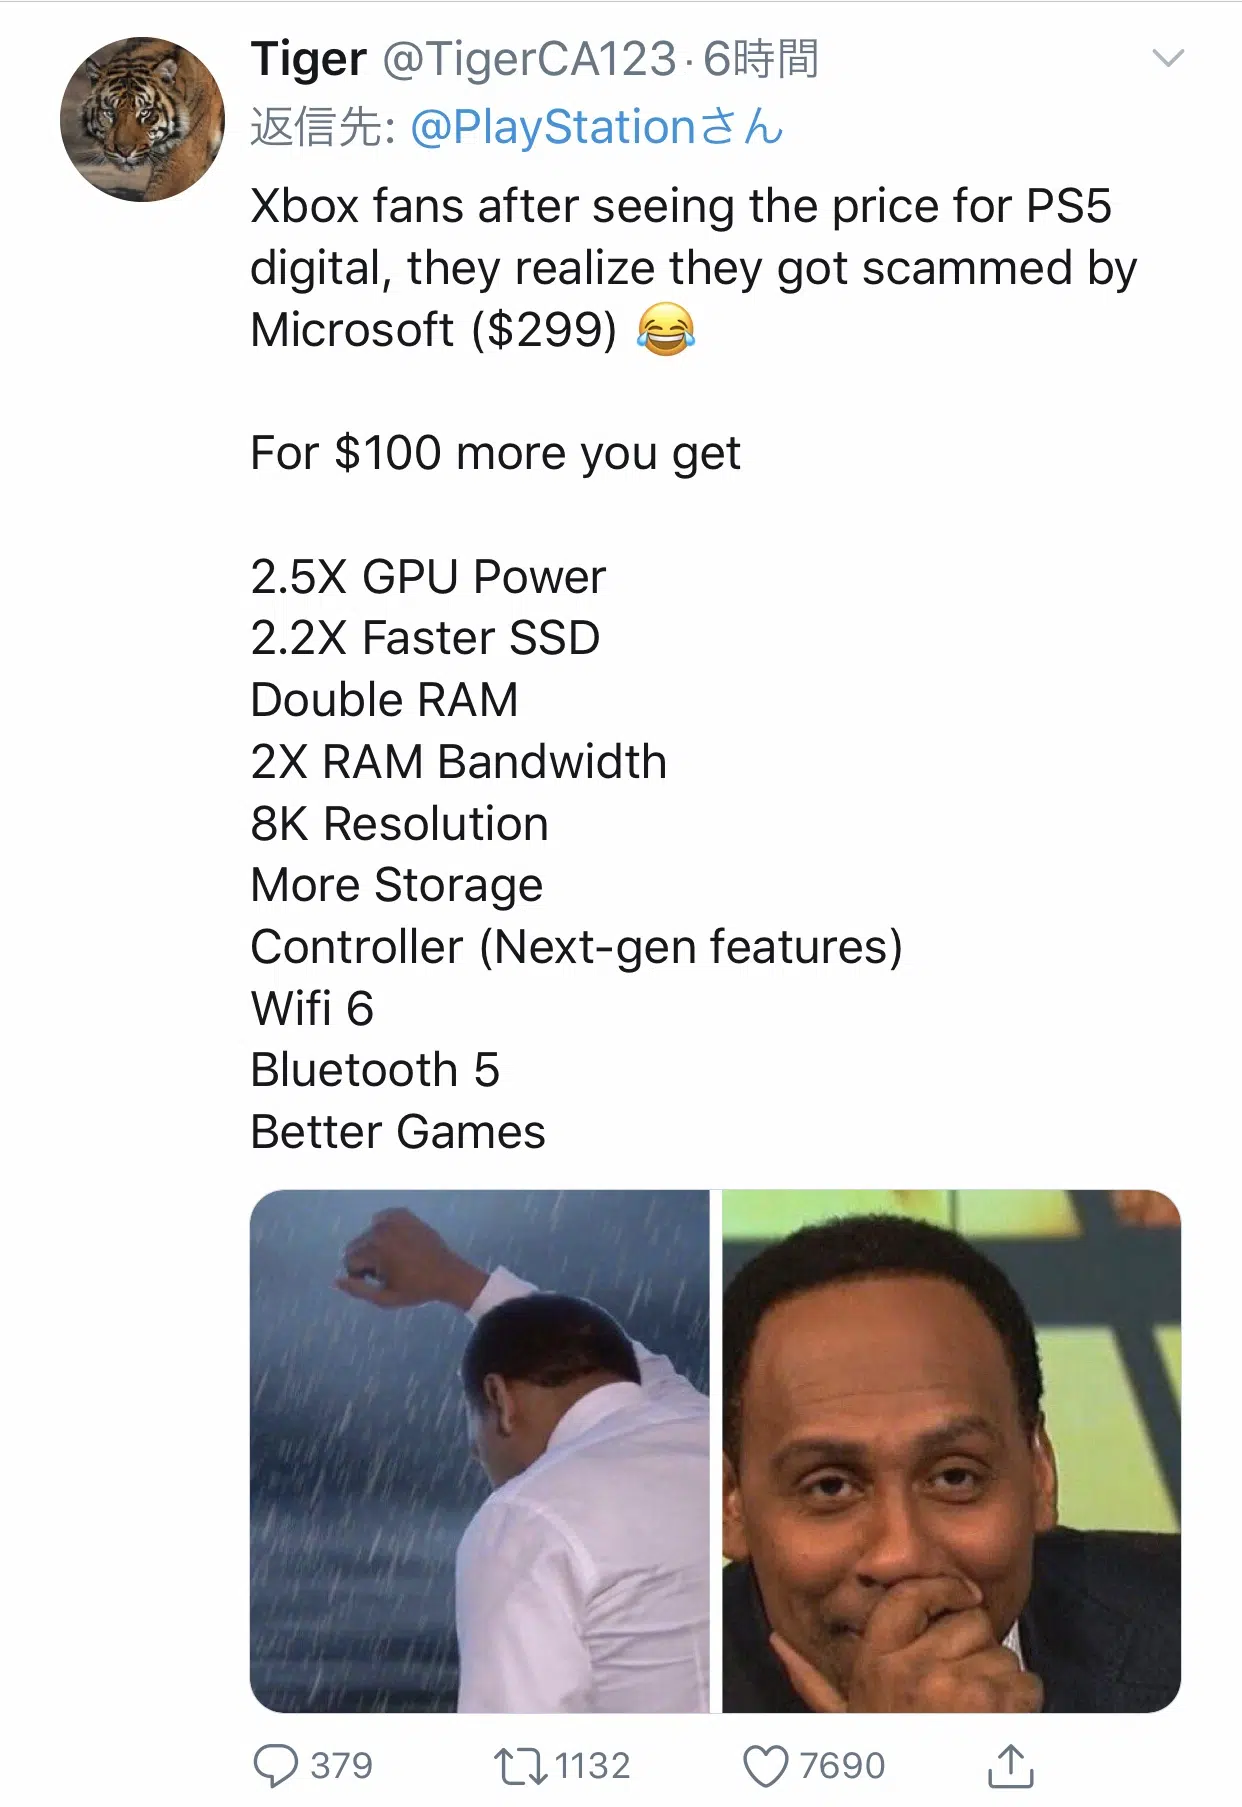 Tiger @TigerCA123·6時間
返信先: @PlayStationさん
Xbox fans after seeing the price for PS5
digital, they realize they got scammed by
Microsoft ($299) 😂
For $100 more you get
2.5X GPU Power
2.2X Faster SSD
Double RAM
2X RAM Bandwidth
8K Resolution
More Storage
Controller (Next-gen features)
Wifi 6
Bluetooth 5
Better Games
379 1132 7690